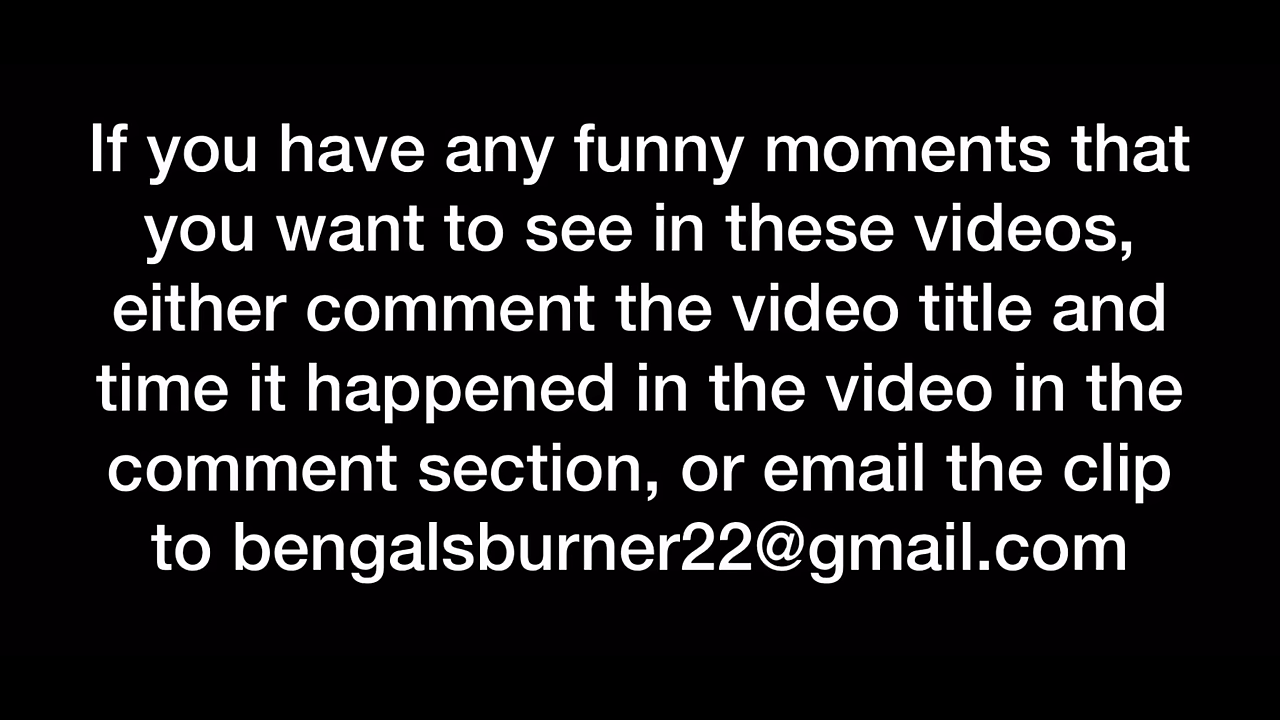 If you have any funny moments that
you want to see in these videos,
either comment the video title and
time it happened in the video in the
comment section, or email the clip
to bengalsburner22@gmail.com